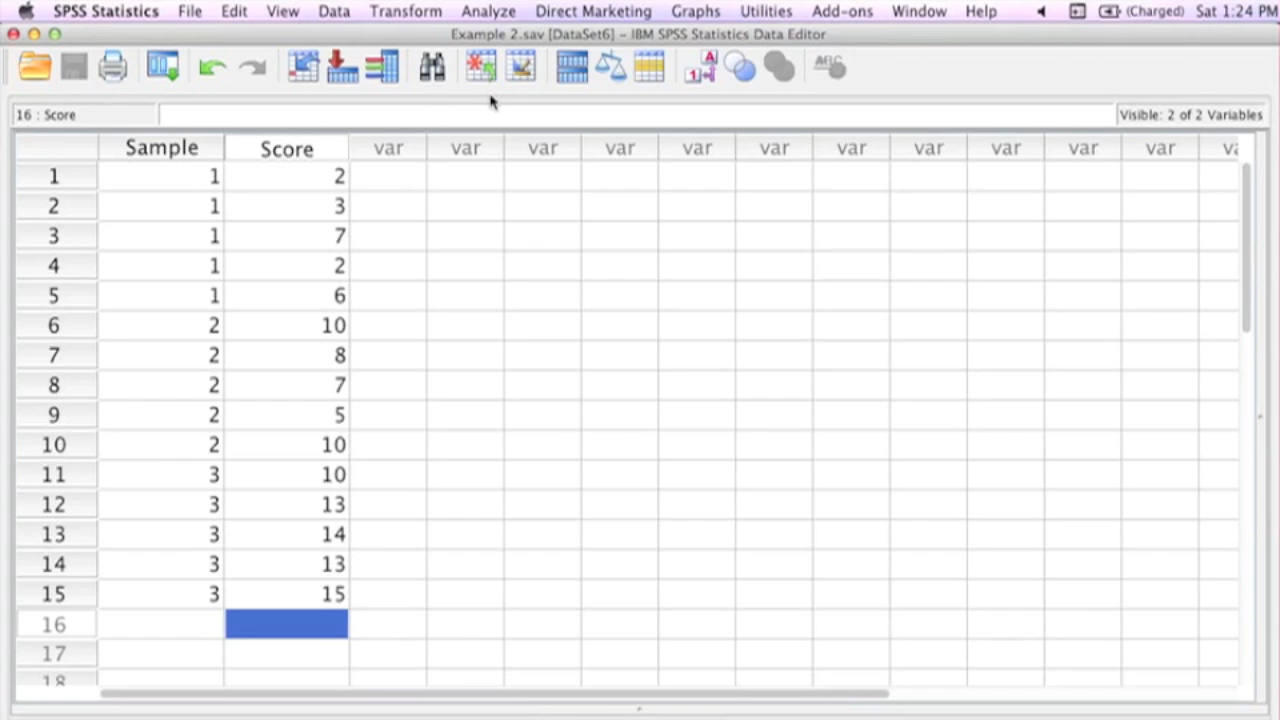 SPSS Statistics File Edit View Data Transform Analyze Direct Marketing Graphs Utilities Add-ons Window Help (Charged) Sat 1:24 PM
Example 2.sav [DataSet6] – IBM SPSS Statistics Data Editor
A 1 ABC
16 : Score Visible: 2 of 2 Variables
Sample Score var var var var var var var var var var var va
1 1 2
2 1 3
3 1 7
4 1 2
5 1 6
6 2 10
7 2 8
8 2 7
9 2 5
10 2 10
11 3 10
12 3 13
13 3 14
14 3 13
15 3 15
16
17
18